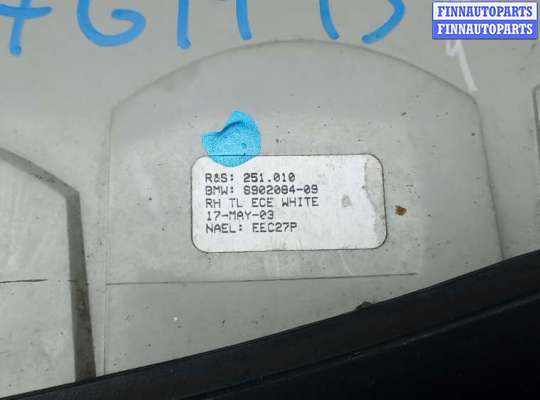 FINNAUTOPARTS
FINNAUTOPARTS
R&S: 251.010
BMW: 6902084-09
RH TL ECE WHITE
17-MAY-03
NAEL: EEC27P